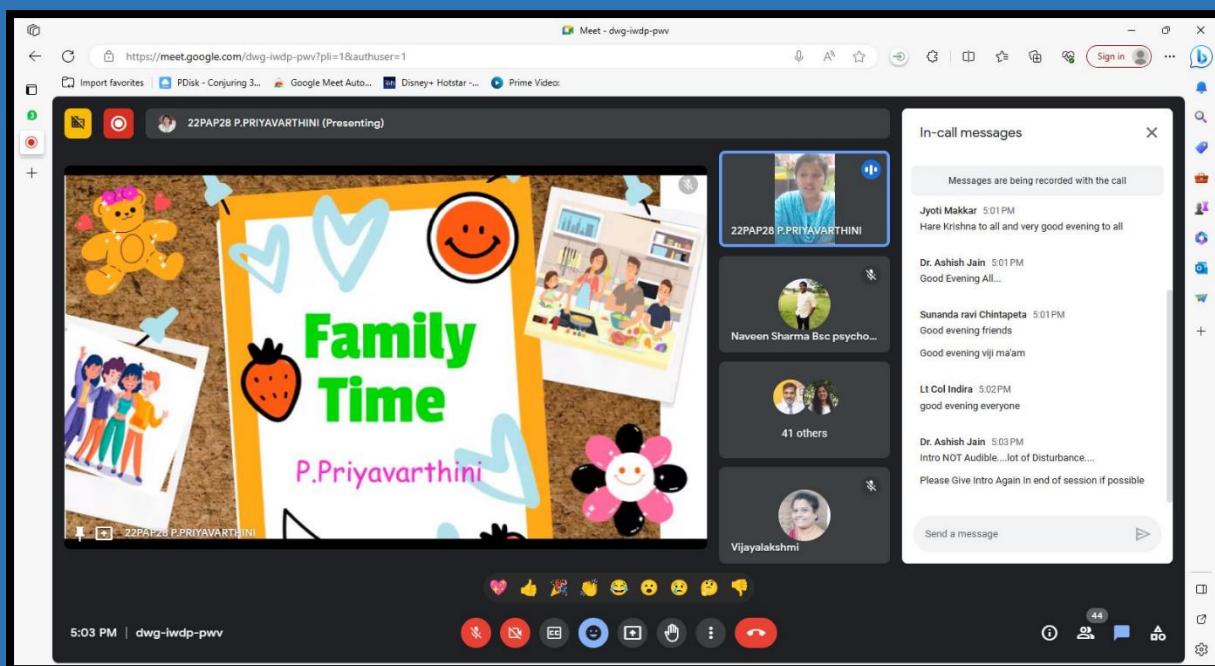 Meet - dwg-iwdp-pwv
https://meet.google.com/dwg-iwdp-pwv?pli=1&authuser=1
Sign in
Import favorites
PDisk - Conjuring 3...
Google Meet Auto...
Disney+ Hotstar -...
Prime Video:
22PAP28 P.PRIYAVARTHINI (Presenting)
Family
Time
P.Priyavarthini
22PAP28 P.PRIYAVARTHINI
22PAP28 P.PRIYAVARTHINI
Naveen Sharma Bsc psycho...
41 others
Vijayalakshmi
In-call messages
Messages are being recorded with the call
Jyoti Makkar 5:01 PM
Hare Krishna to all and very good evening to all
Dr. Ashish Jain 5:01 PM
Good Evening All...
Sunanda ravi Chintapeta 5:01 PM
Good evening friends
Good evening viji ma'am
Lt Col Indira 5:02 PM
good evening everyone
Dr. Ashish Jain 5:03 PM
Intro NOT Audible....lot of Disturbance....
Please Give Intro Again In end of session if possible
Send a message
5:03 PM | dwg-iwdp-pwv
CC
44